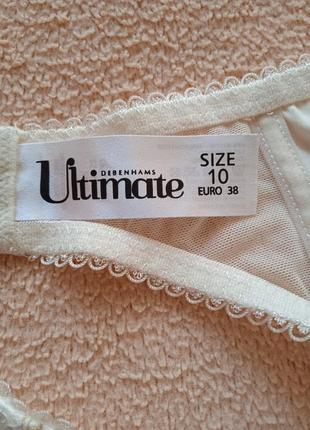 DEBENHAMS
Ultimate
SIZE
10
EURO 38